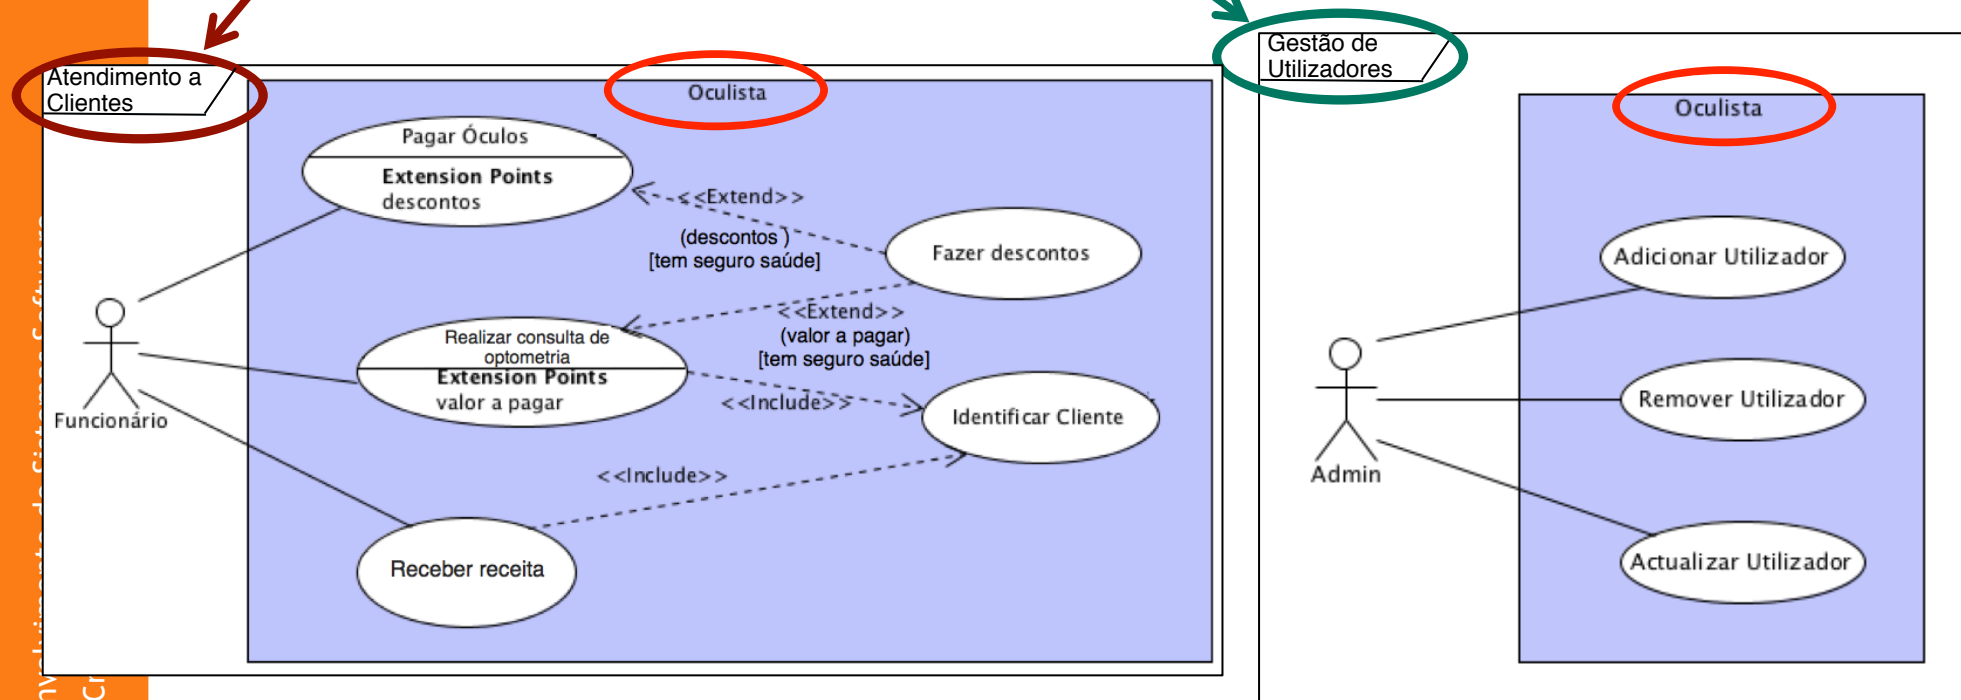 Atendimento a
Clientes
Oculista
Pagar Óculos
Extension Points
descontos
<<Extend>>
(descontos )
[tem seguro saúde]
Fazer descontos
<<Extend>>
(valor a pagar)
[tem seguro saúde]
Realizar consulta de
optometria
Extension Points
valor a pagar
<<Include>>
Identificar Cliente
Funcionário
<<Include>>
Receber receita
Gestão de
Utilizadores
Oculista
Adicionar Utilizador
Remover Utilizador
Admin
Actualizar Utilizador